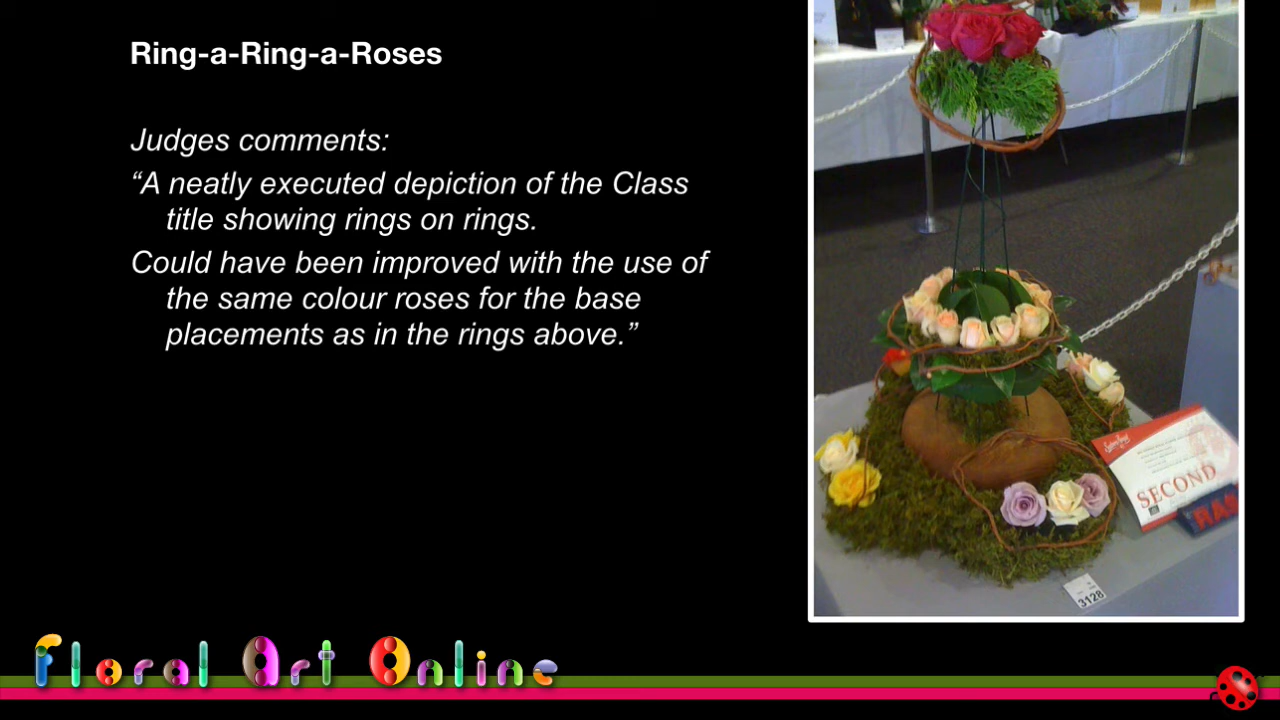 Ring-a-Ring-a-Roses
Judges comments:
“A neatly executed depiction of the Class
title showing rings on rings.
Could have been improved with the use of
the same colour roses for the base
placements as in the rings above.”
SECOND
3128
Floral Art Online